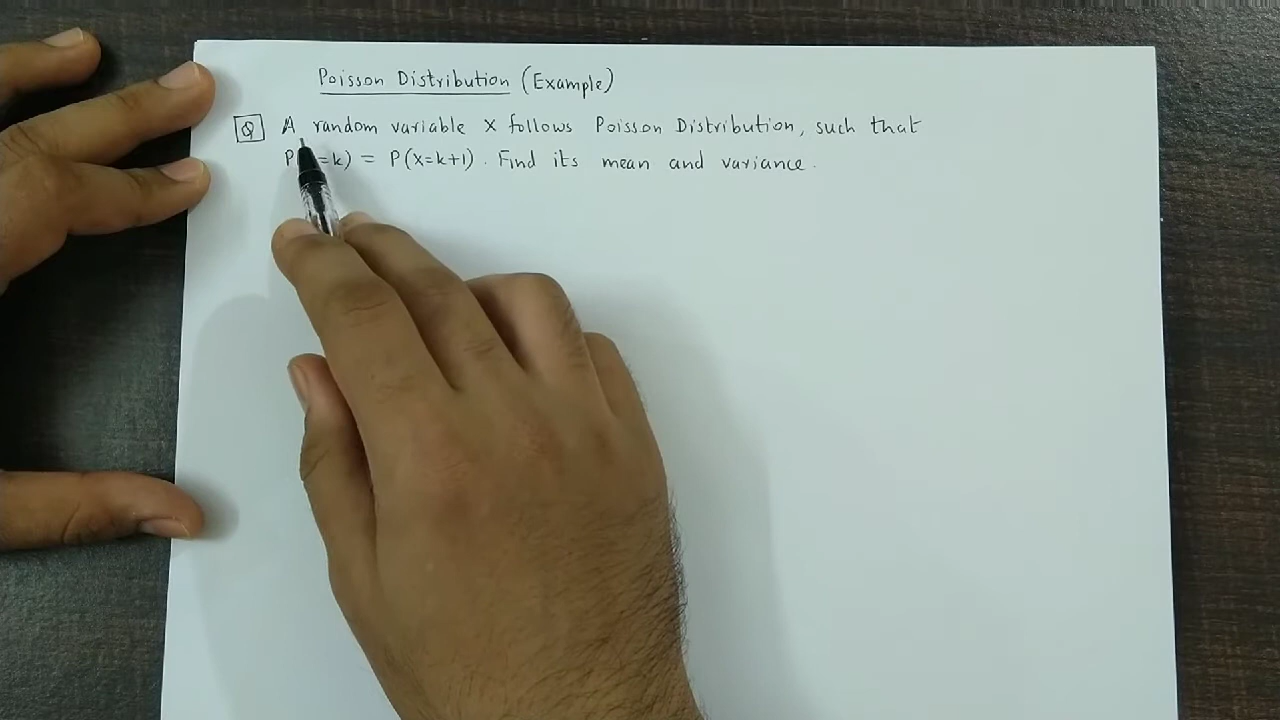 Poisson Distribution (Example)
Q A random variable X follows Poisson Distribution, such that
P( =k) = P(X=k+1). Find its mean and variance.